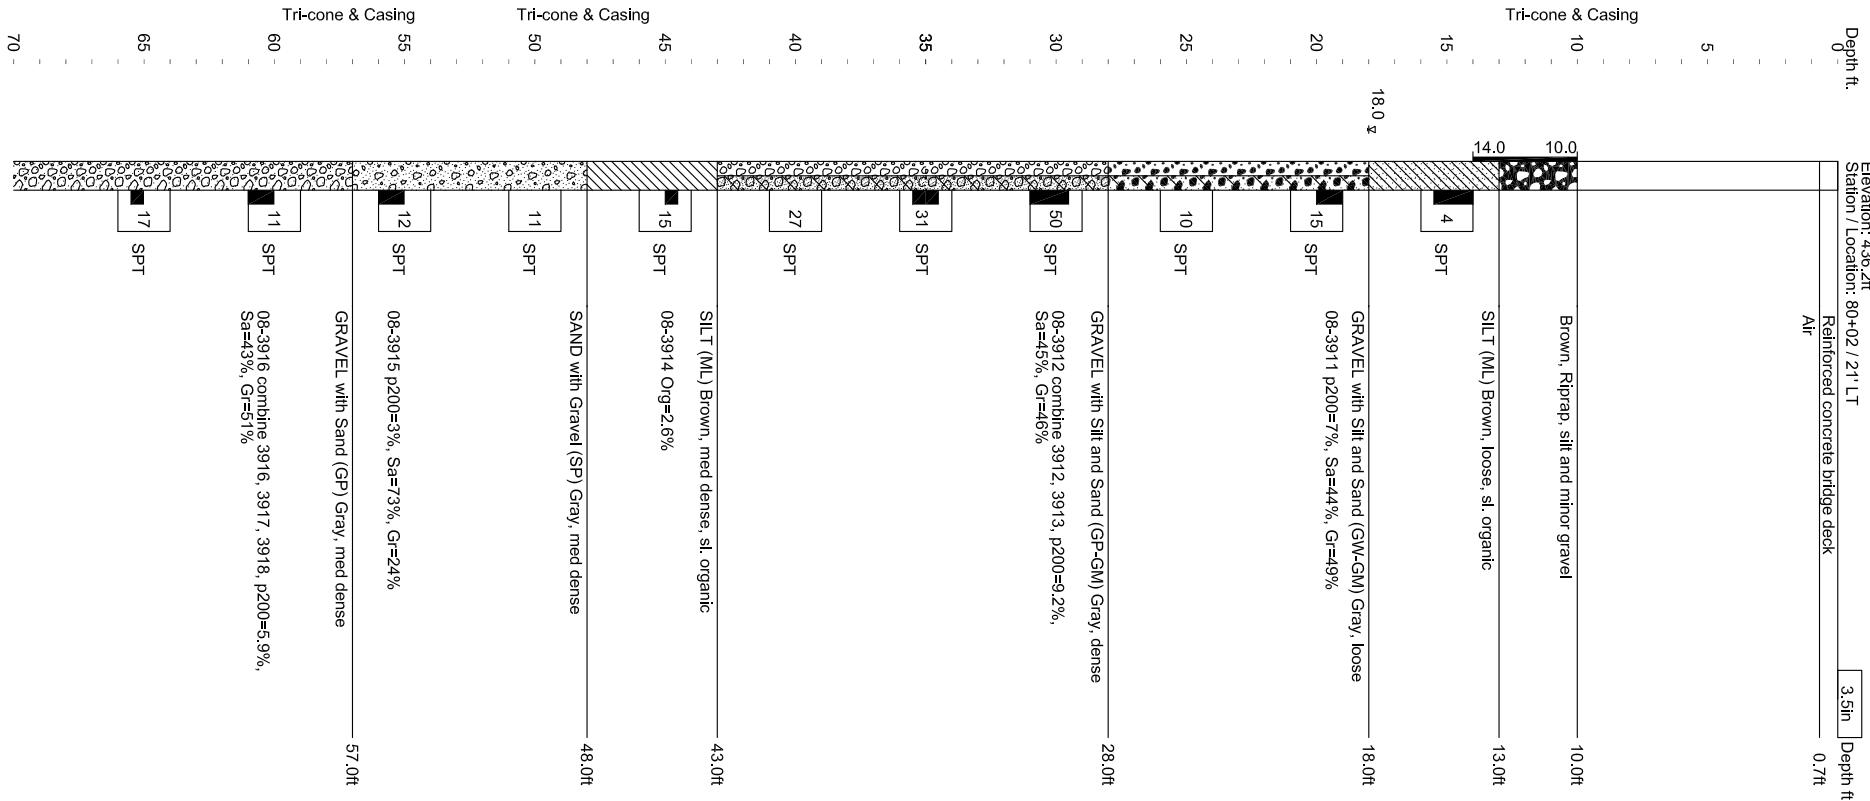 Elevation: 436.2ft
Station / Location: 80+02 / 21' LT
3.5in
Depth ft.
Depth ft
0
5
10
15
20
25
30
35
40
45
50
55
60
65
70
Tri-cone & Casing
Tri-cone & Casing
Tri-cone & Casing
Reinforced concrete bridge deck
0.7ft
Air
10.0ft
Brown, Riprap, silt and minor gravel
10.0
14.0
13.0ft
SILT (ML) Brown, loose, sl. organic
4
SPT
18.0
18.0ft
GRAVEL with Silt and Sand (GW-GM) Gray, loose
08-3911 p200=7%, Sa=44%, Gr=49%
15
SPT
10
SPT
28.0ft
GRAVEL with Silt and Sand (GP-GM) Gray, dense
08-3912 combine 3912, 3913, p200=9.2%,
Sa=45%, Gr=46%
50
SPT
31
SPT
27
SPT
43.0ft
SILT (ML) Brown, med dense, sl. organic
08-3914 Org=2.6%
15
SPT
48.0ft
SAND with Gravel (SP) Gray, med dense
11
SPT
08-3915 p200=3%, Sa=73%, Gr=24%
12
SPT
57.0ft
GRAVEL with Sand (GP) Gray, med dense
08-3916 combine 3916, 3917, 3918, p200=5.9%,
Sa=43%, Gr=51%
11
SPT
17
SPT